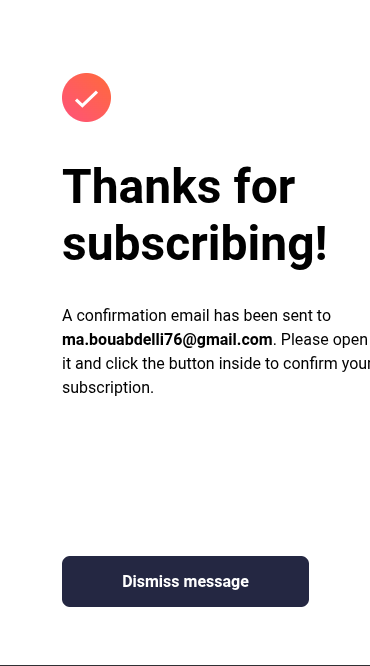 Thanks for
subscribing!
A confirmation email has been sent to
ma.bouabdelli76@gmail.com. Please open
it and click the button inside to confirm your
subscription.
Dismiss message